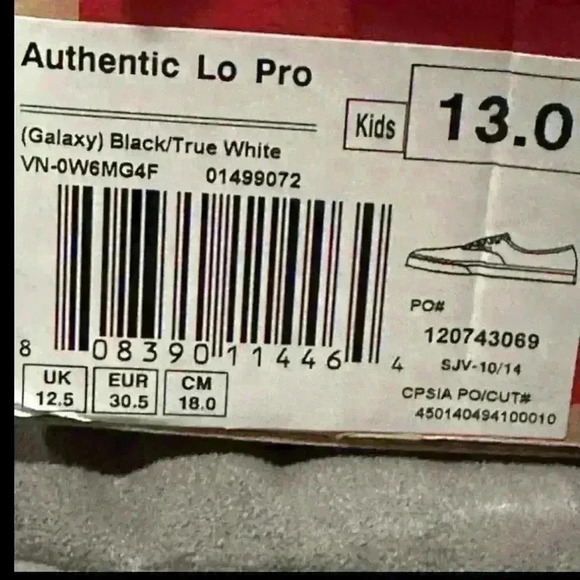 Authentic Lo Pro
Kids
13.0
(Galaxy) Black/True White
VN-0W6MG4F 01499072
8 08390 11446 4
PO#
120743069
SJV-10/14
CPSIA PO/CUT#
450140494100010
UK
12.5
EUR
30.5
CM
18.0